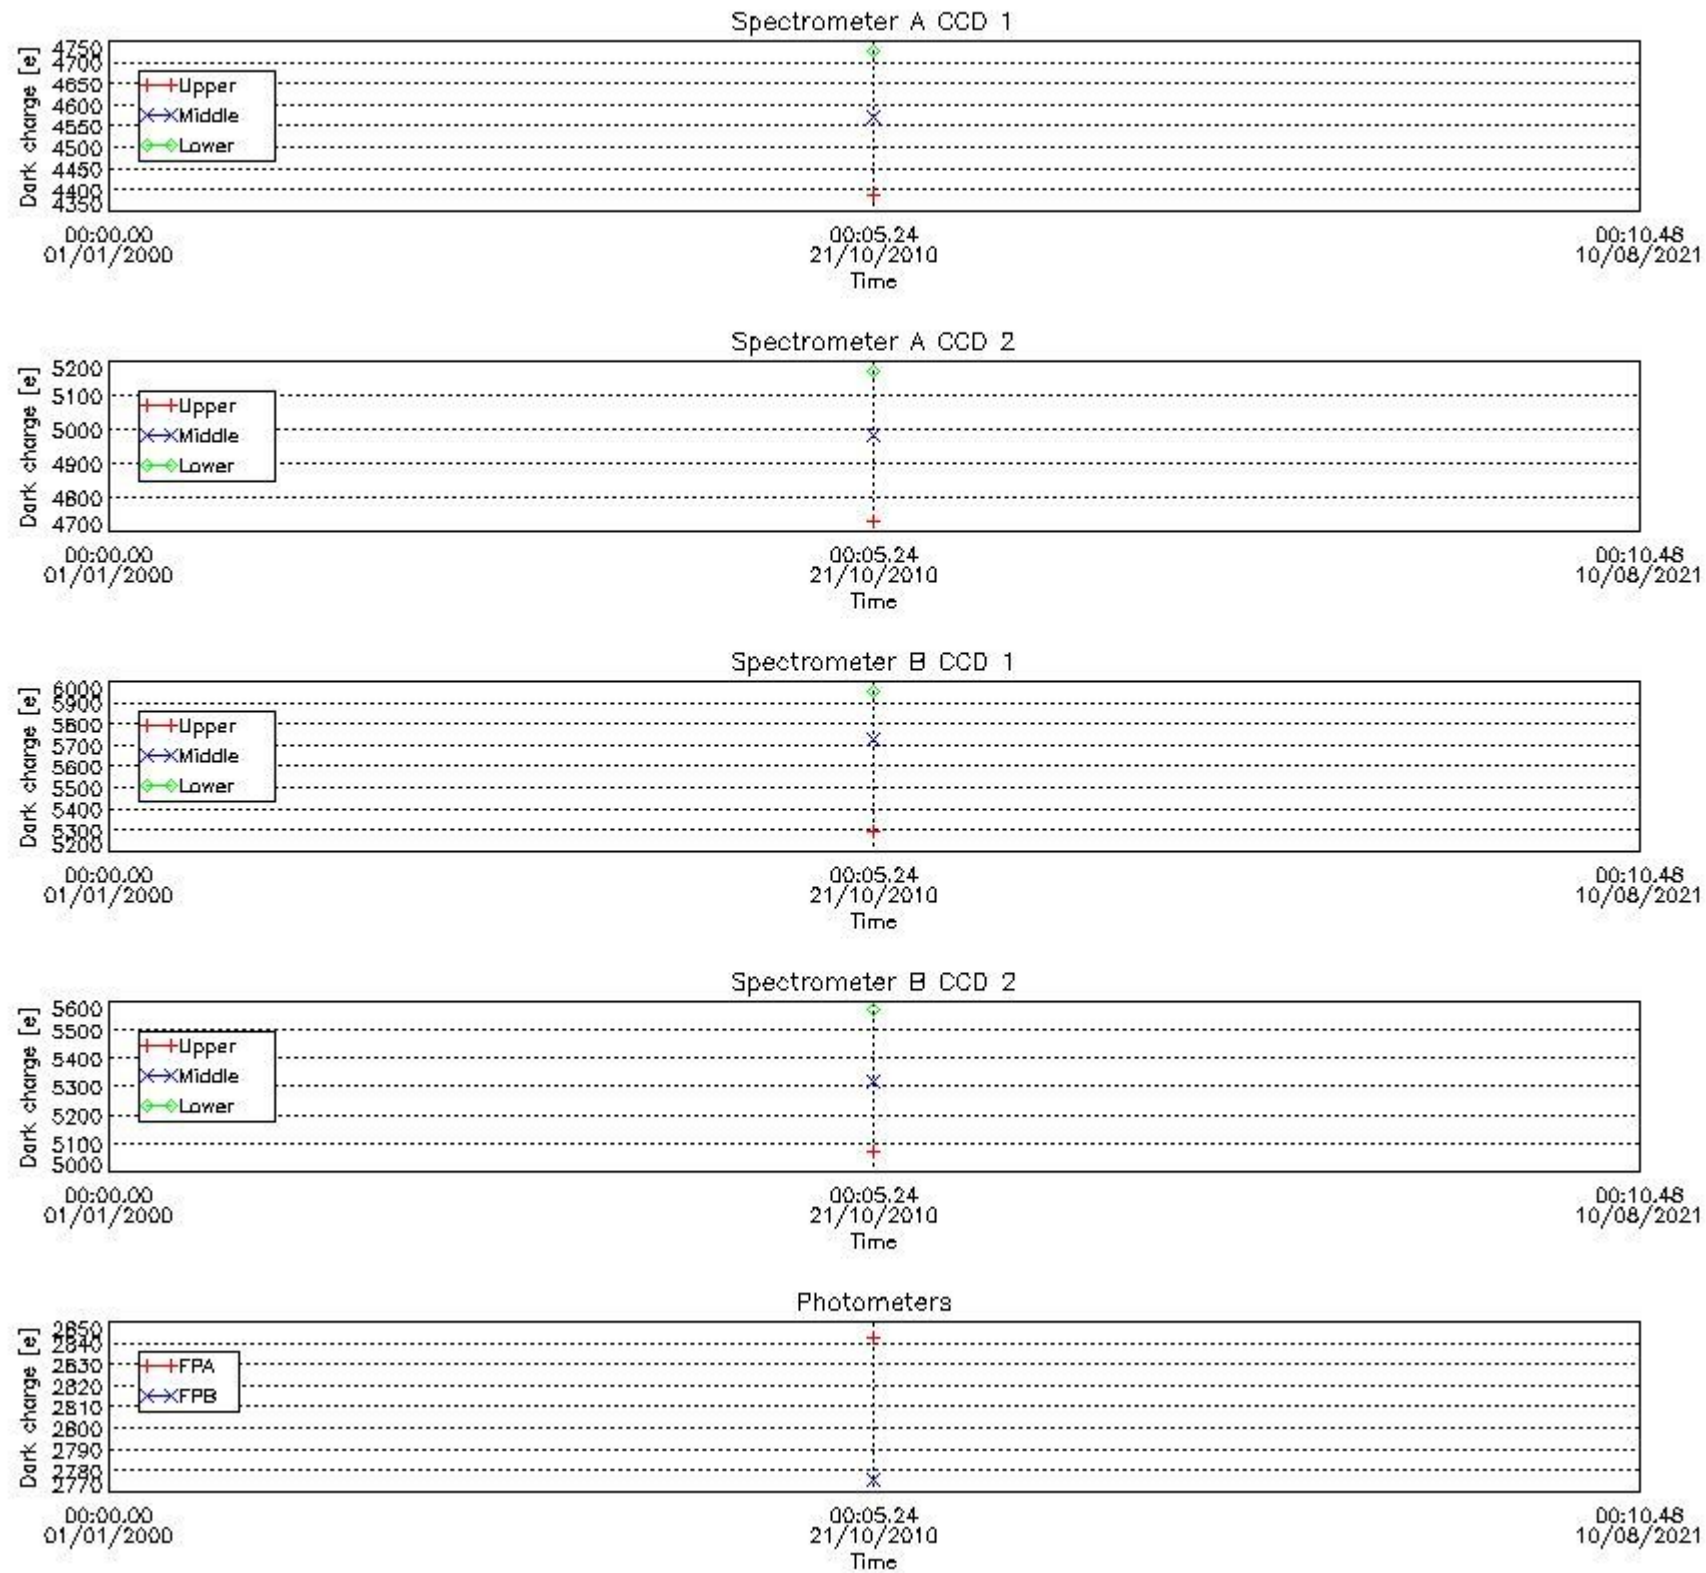 Spectrometer A CCD 1
Dark charge [e]
4750
4700
4650
4600
4550
4500
4450
4400
4350
Upper
Middle
Lower
00:00.00 00:05.24 00:10.48
01/01/2000 21/10/2010 10/08/2021
Time
Spectrometer A CCD 2
Dark charge [e]
5200
5100
5000
4900
4800
4700
Upper
Middle
Lower
00:00.00 00:05.24 00:10.48
01/01/2000 21/10/2010 10/08/2021
Time
Spectrometer B CCD 1
Dark charge [e]
6000
5900
5800
5700
5600
5500
5400
5300
5200
Upper
Middle
Lower
00:00.00 00:05.24 00:10.48
01/01/2000 21/10/2010 10/08/2021
Time
Spectrometer B CCD 2
Dark charge [e]
5600
5500
5400
5300
5200
5100
5000
Upper
Middle
Lower
00:00.00 00:05.24 00:10.48
01/01/2000 21/10/2010 10/08/2021
Time
Photometers
Dark charge [e]
2850
2840
2830
2820
2810
2800
2790
2780
2770
FPA
FPB
00:00.00 00:05.24 00:10.48
01/01/2000 21/10/2010 10/08/2021
Time